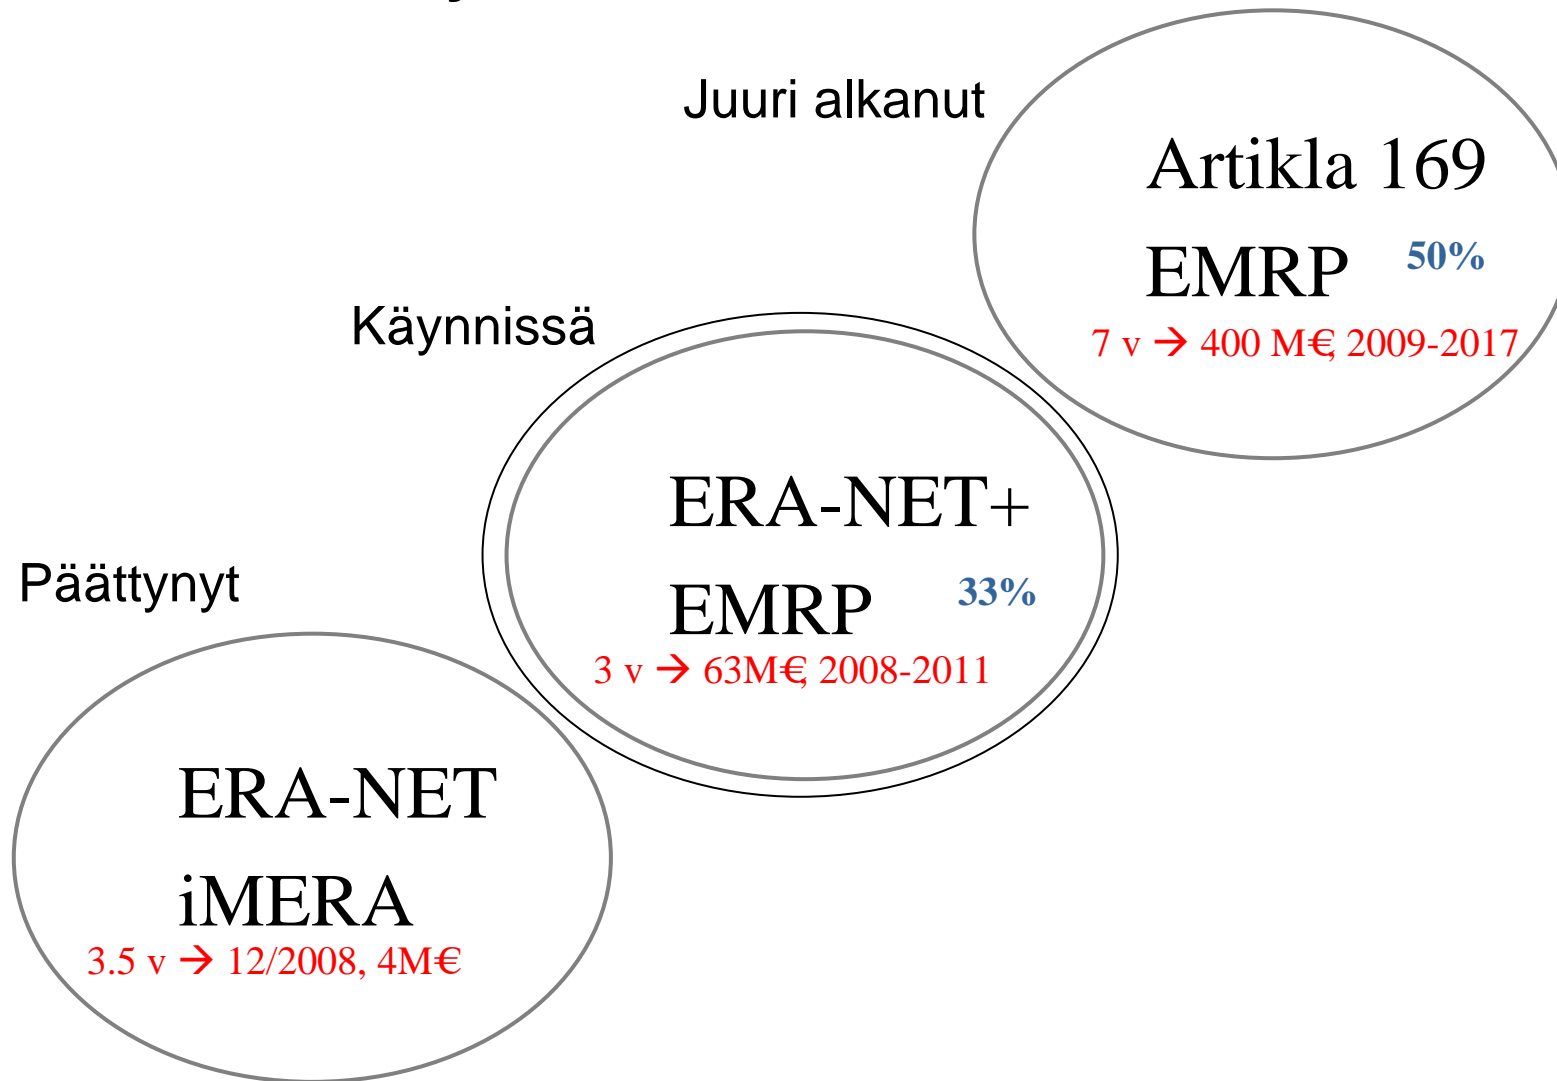 Juuri alkanut
Artikla 169
EMRP 50%
7 v → 400 M€, 2009-2017
Käynnissä
ERA-NET+
EMRP 33%
3 v → 63M€, 2008-2011
Päättynyt
ERA-NET
iMERA
3.5 v → 12/2008, 4M€